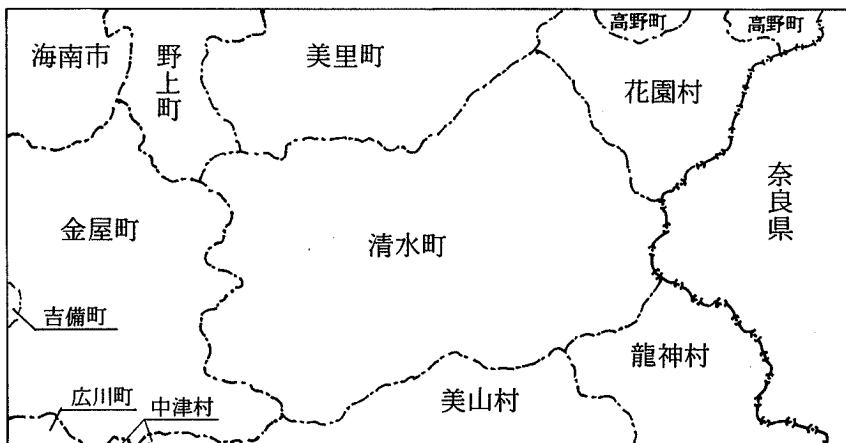 高野町
高野町
海南市
野上町
美里町
花園村
奈良県
金屋町
清水町
吉備町
龍神村
広川町
中津村
美山村